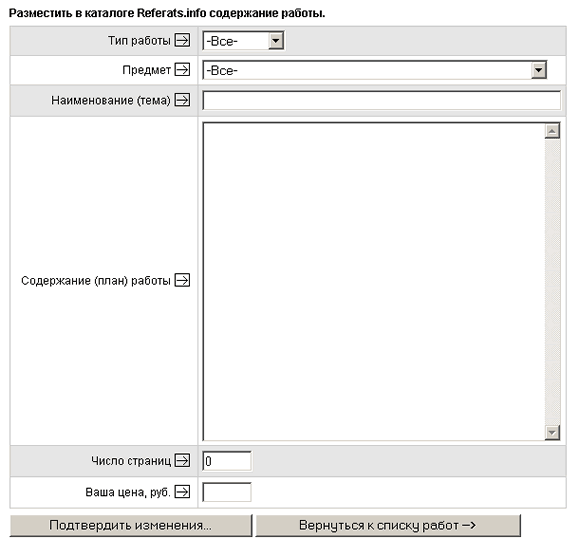 Разместить в каталоге Referats.info содержание работы.
Тип работы -Все-
Предмет -Все-
Наименование (тема)
Содержание (план) работы
Число страниц 0
Ваша цена, руб.
Подтвердить изменения... Вернуться к списку работ -->